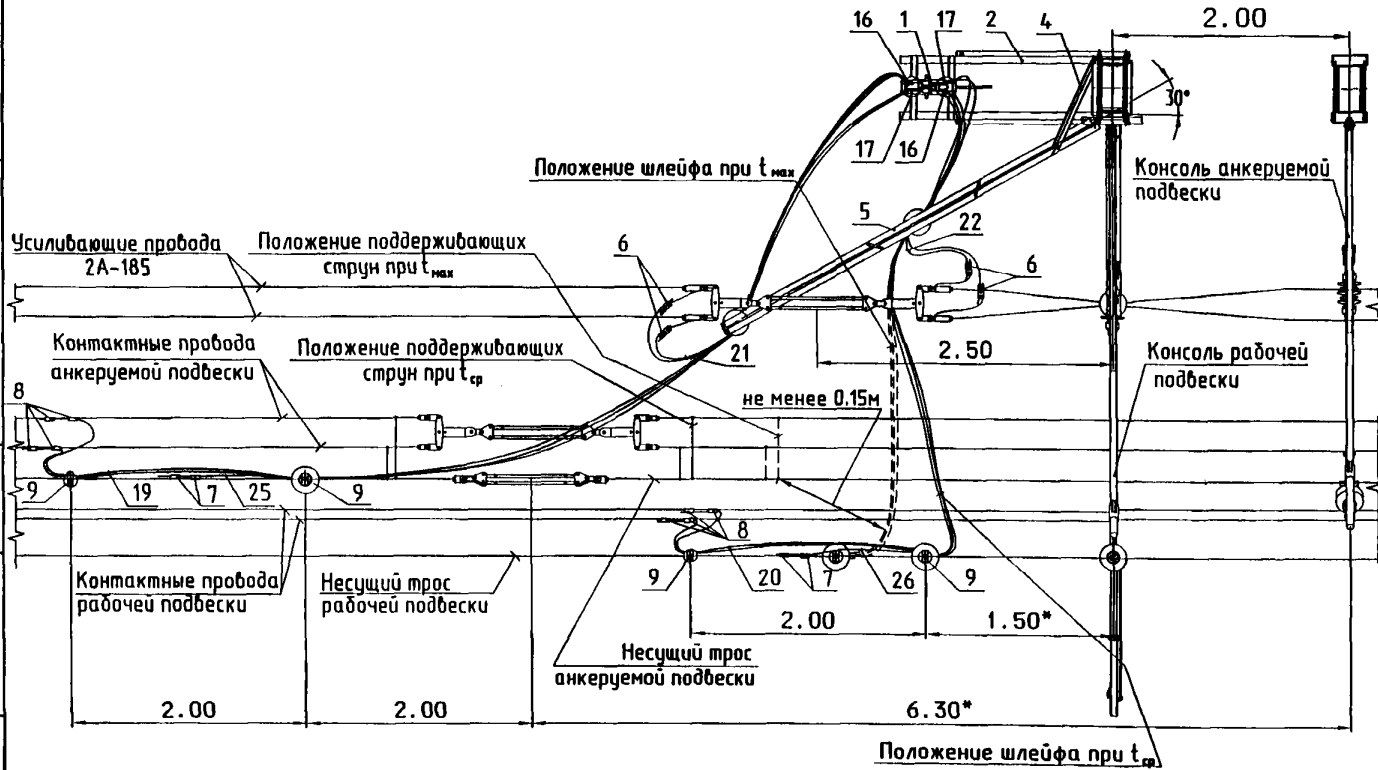 16 1 17 2 4
2.00
30°
17 16
Положение шлейфа при tмах
Консоль анкеруемой
подвески
5
22
Усиливающие провода
2А-185
Положение поддерживающих
струн при tмах
6
6
Контактные провода
анкеруемой подвески
Положение поддерживающих
струн при tср
21
2.50
Консоль рабочей
подвески
8
не менее 0.15м
9 19 7 25 9
8
Контактные провода
рабочей подвески
Несущий трос
рабочей подвески
9 20 7 26 9
2.00
1.50*
Несущий трос
анкеруемой подвески
2.00
2.00
6.30*
Положение шлейфа при tср